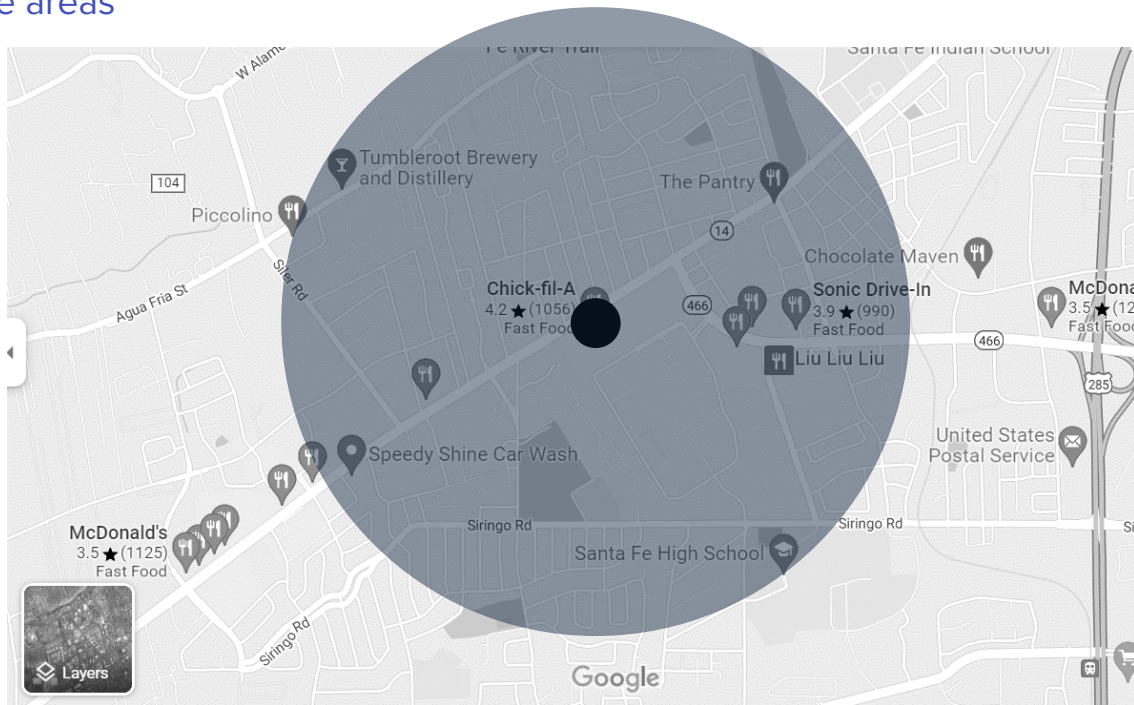 e areas
Fe River Trail
Santa Fe Indian School
W Alame
Tumbleroot Brewery
and Distillery
104
The Pantry
Piccolino
14
Chocolate Maven
Siler Rd
Chick-fil-A
4.2 ★ (1056)
Fast Food
466
Sonic Drive-In
3.9 ★ (990)
Fast Food
McDona
3.5 ★ (12
Fast Food
Agua Fria St
466
Liu Liu Liu
285
United States
Postal Service
Speedy Shine Car Wash
Siringo Rd
Siringo Rd
Si
McDonald's
3.5 ★ (1125)
Fast Food
Santa Fe High School
Siringo Rd
Layers
Google